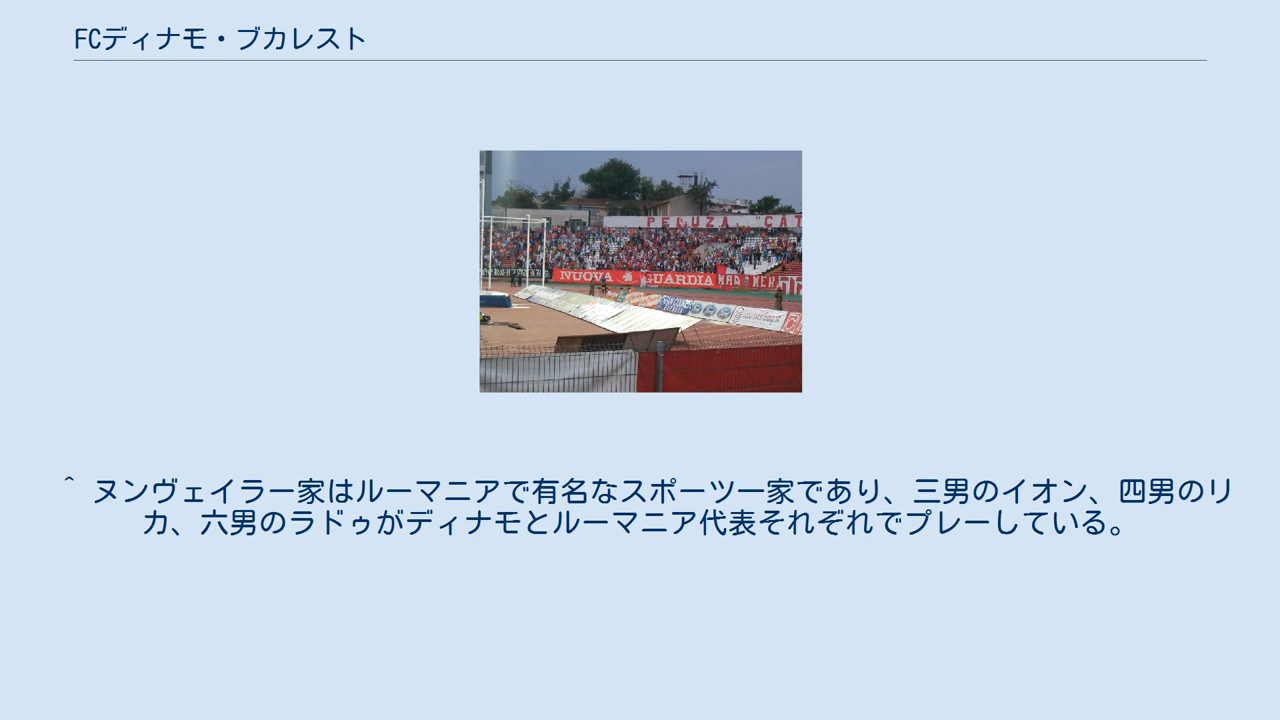 FCディナモ・ブカレスト
PELUZA "CAT
NUOVA GUARDIA
^ ヌンヴェイラー家はルーマニアで有名なスポーツ一家であり、三男のイオン、四男のリ
カ、六男のラドゥがディナモとルーマニア代表それぞれでプレーしている。